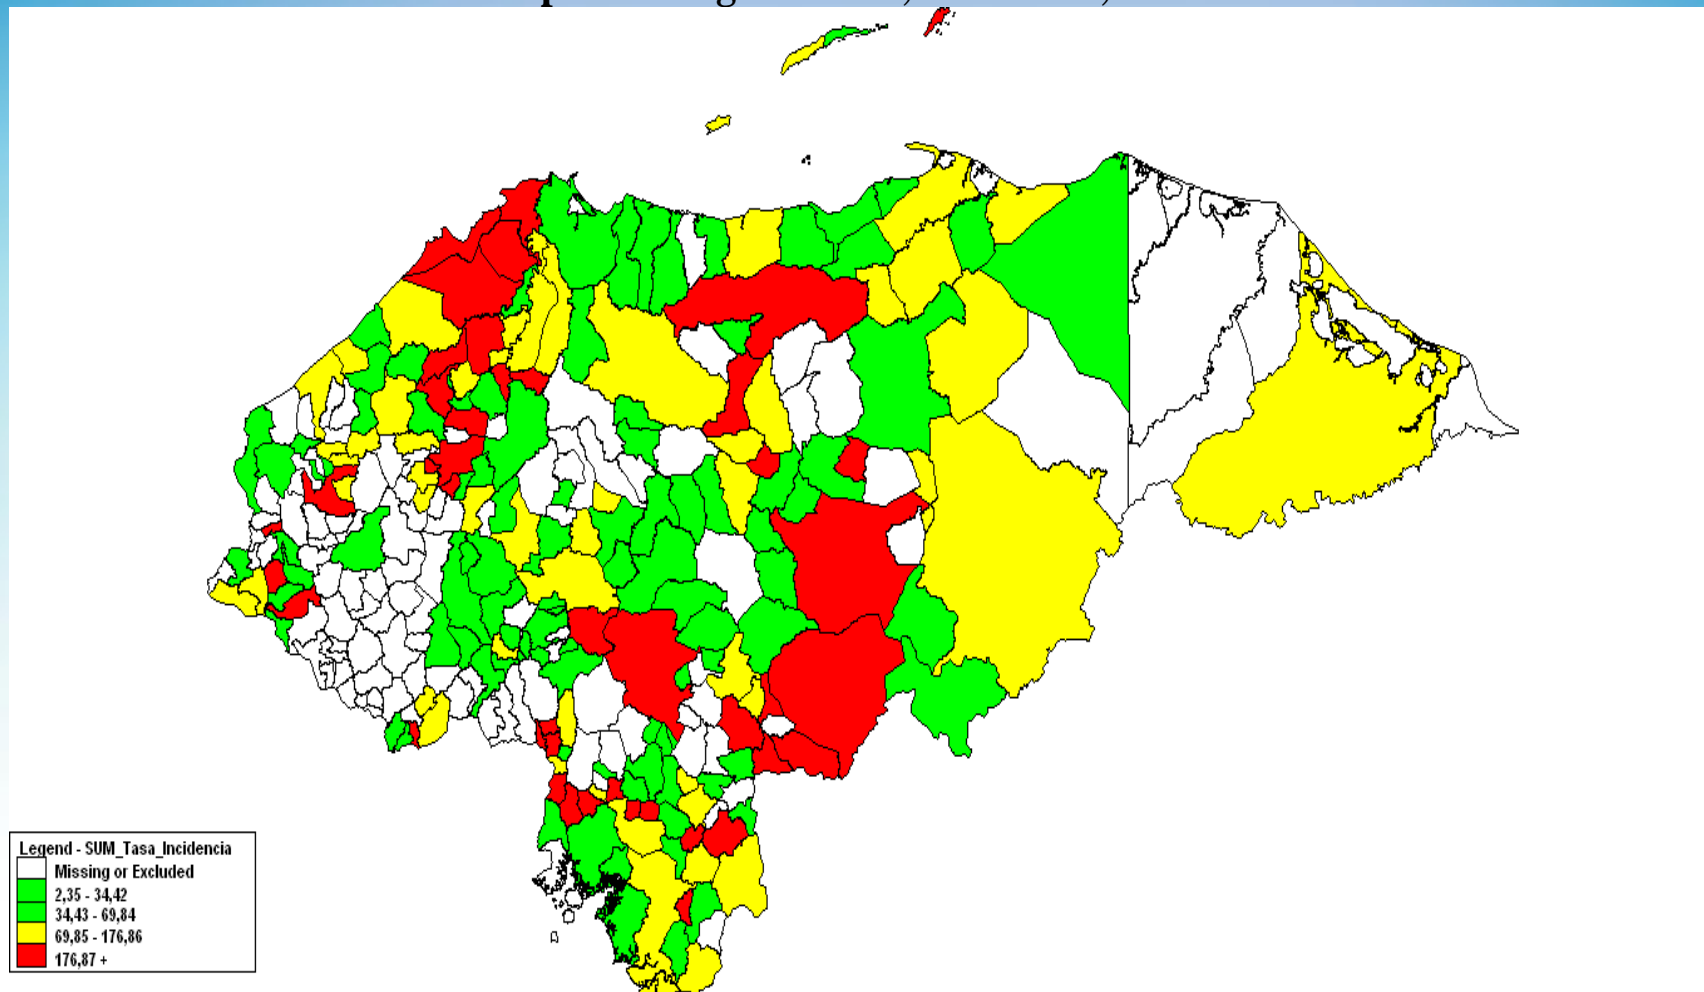 Legend - SUM_Tasa_Incidencia
Missing or Excluded
2,35 - 34,42
34,43 - 69,84
69,85 - 176,86
176,87 +